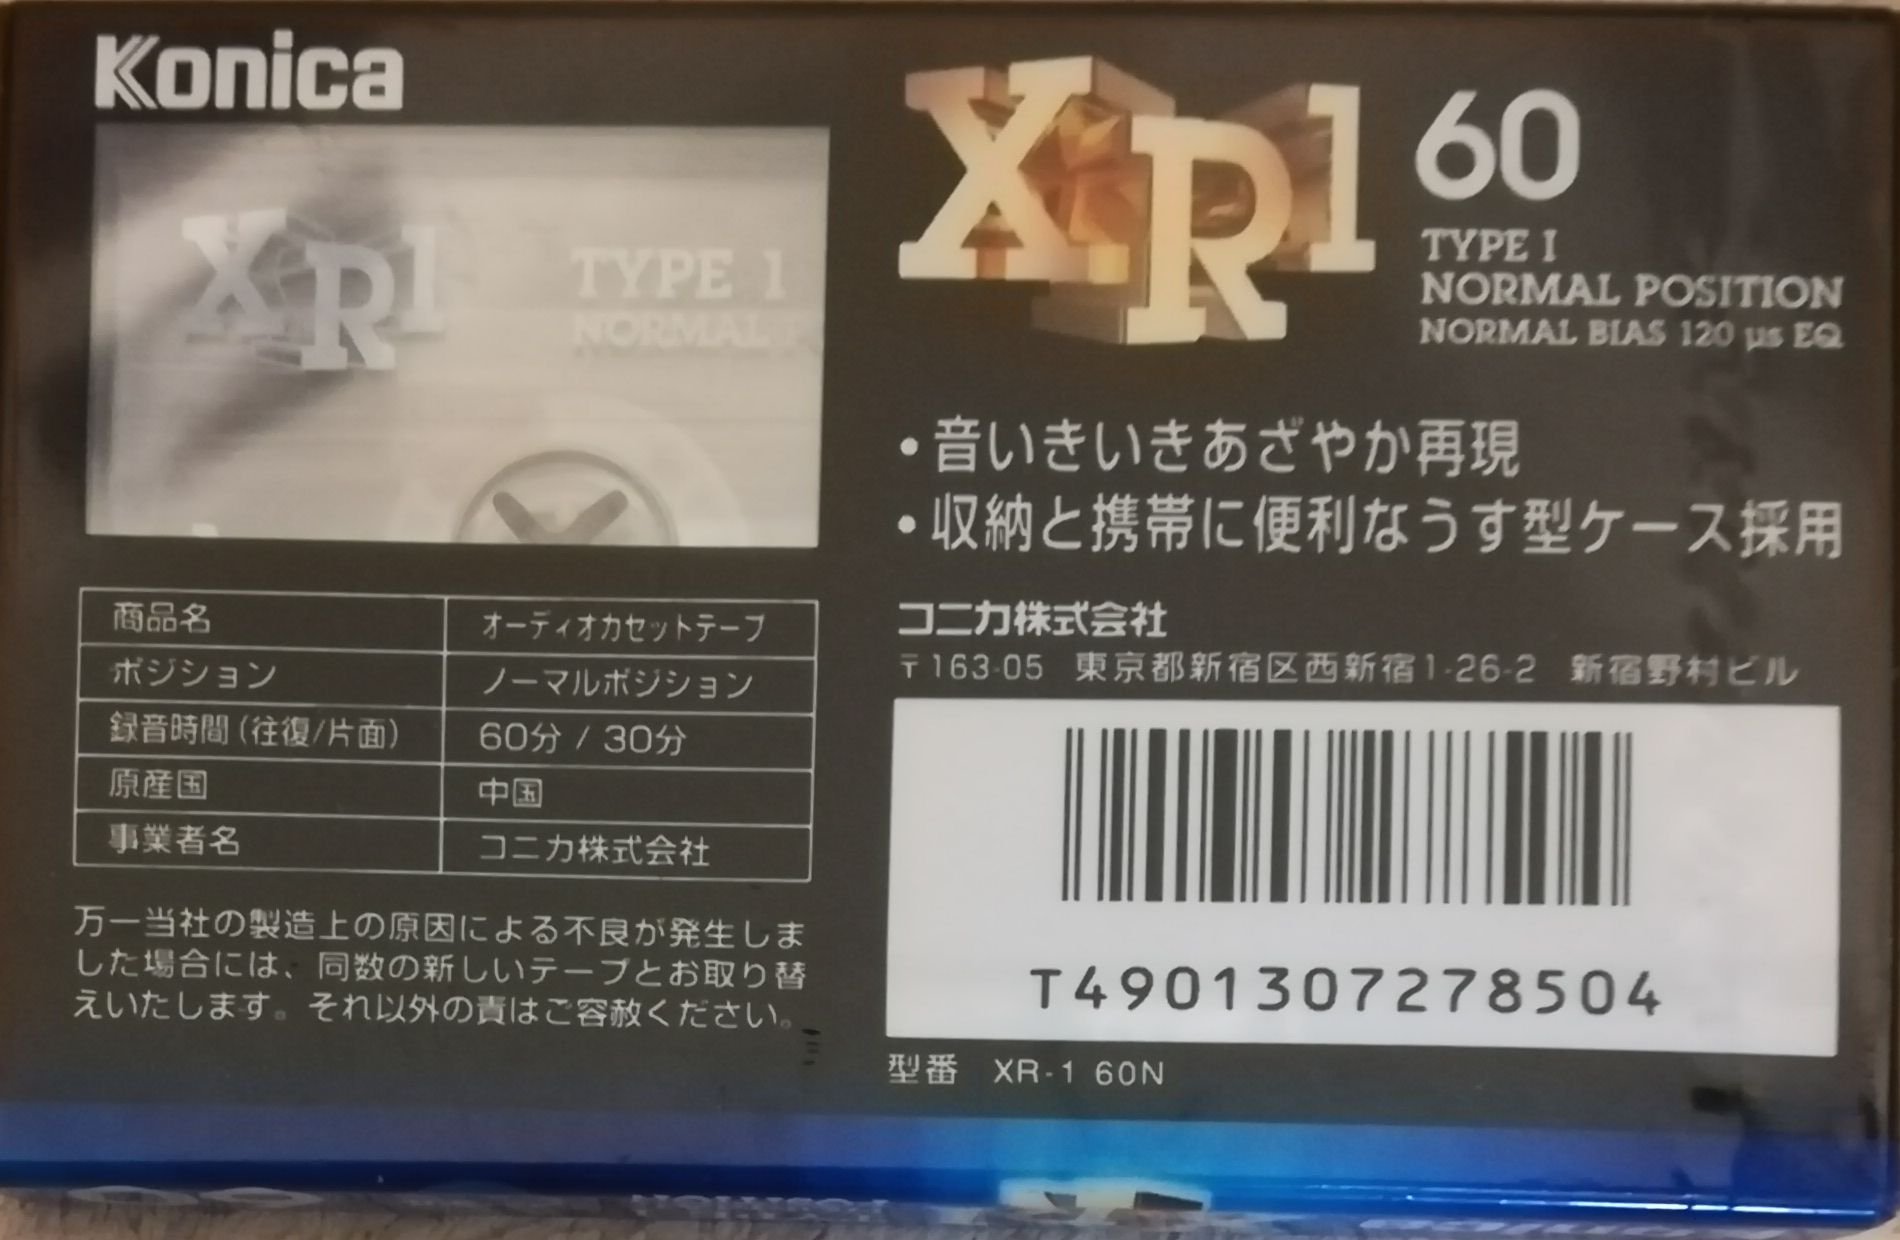 Konica
XR1
TYPE 1
NORMAL
XR1 60
TYPE I
NORMAL POSITION
NORMAL BIAS 120 µs EQ
・音いきいきあざやか再現
・収納と携帯に便利なうす型ケース採用
商品名 オーディオカセットテープ
ポジション ノーマルポジション
録音時間(往復/片面) 60分 / 30分
原産国 中国
事業者名 コニカ株式会社
万一当社の製造上の原因による不良が発生しま
した場合には、同数の新しいテープとお取り替
えいたします。それ以外の責はご容赦ください。
コニカ株式会社
〒163-05 東京都新宿区西新宿1-26-2 新宿野村ビル
T4901307278504
型番 XR-1 60N